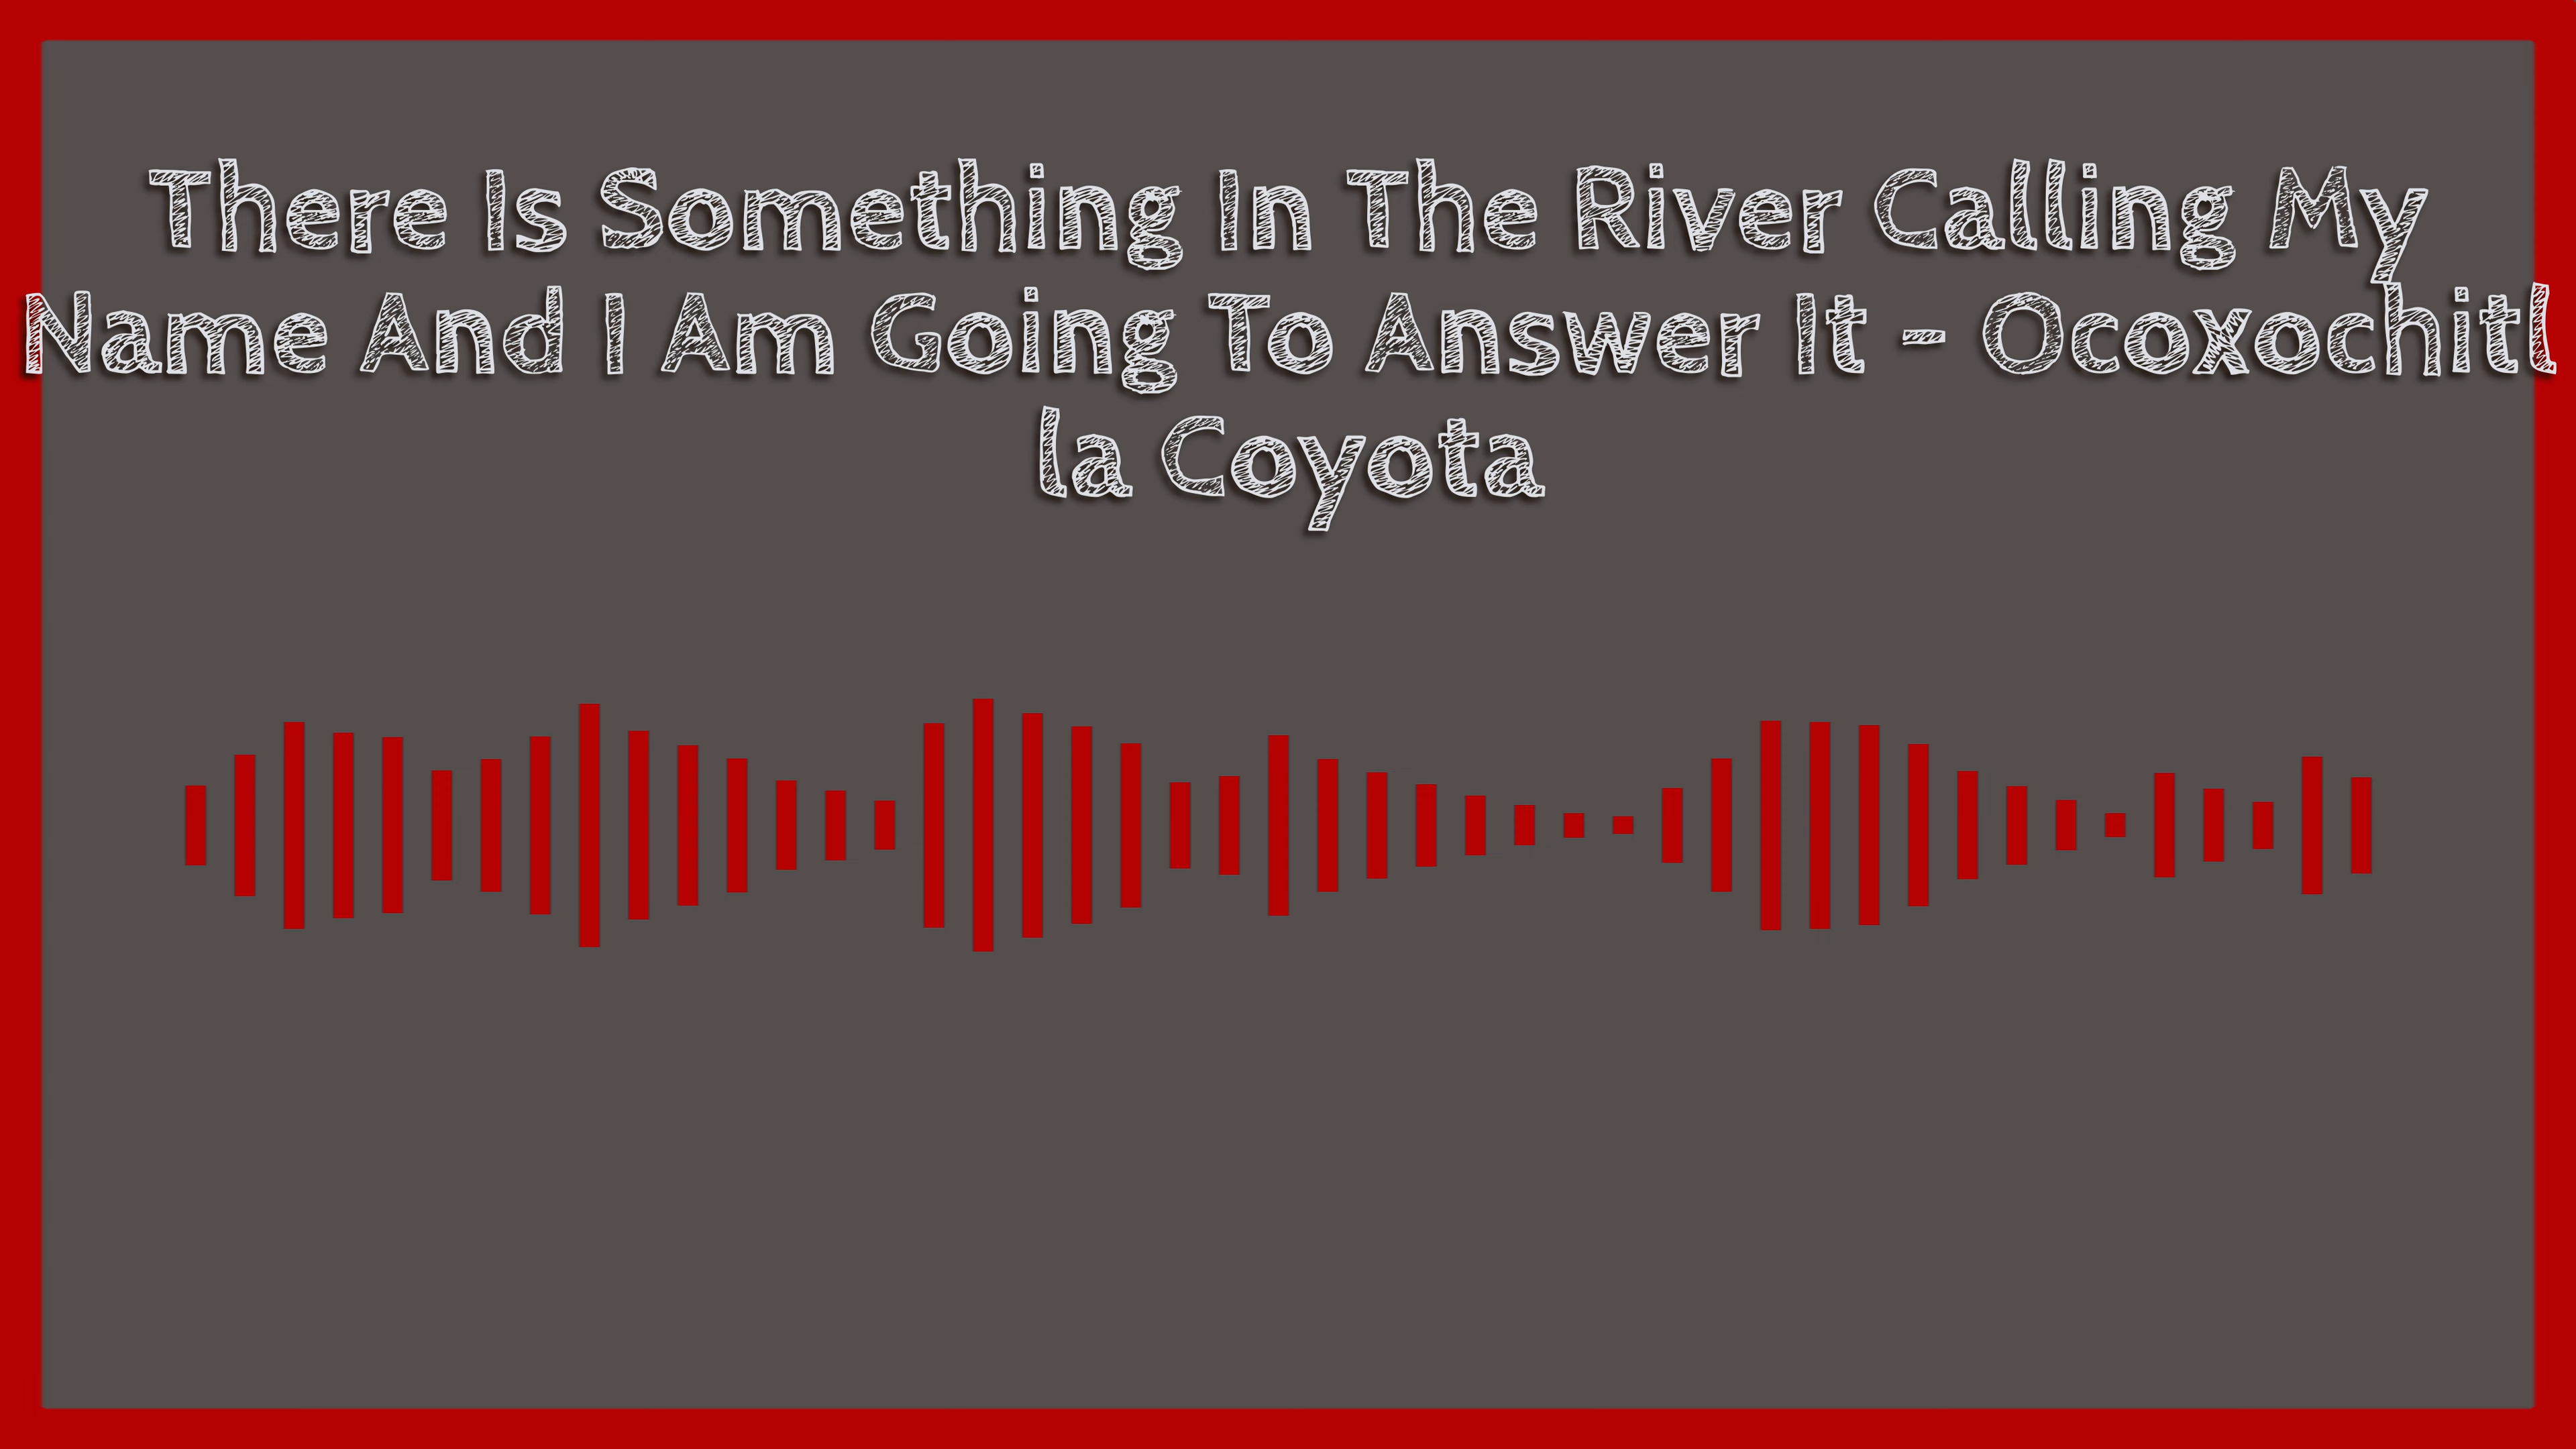 There Is Something In The River Calling My
Name And I Am Going To Answer It - Ocoxochitl
la Coyota